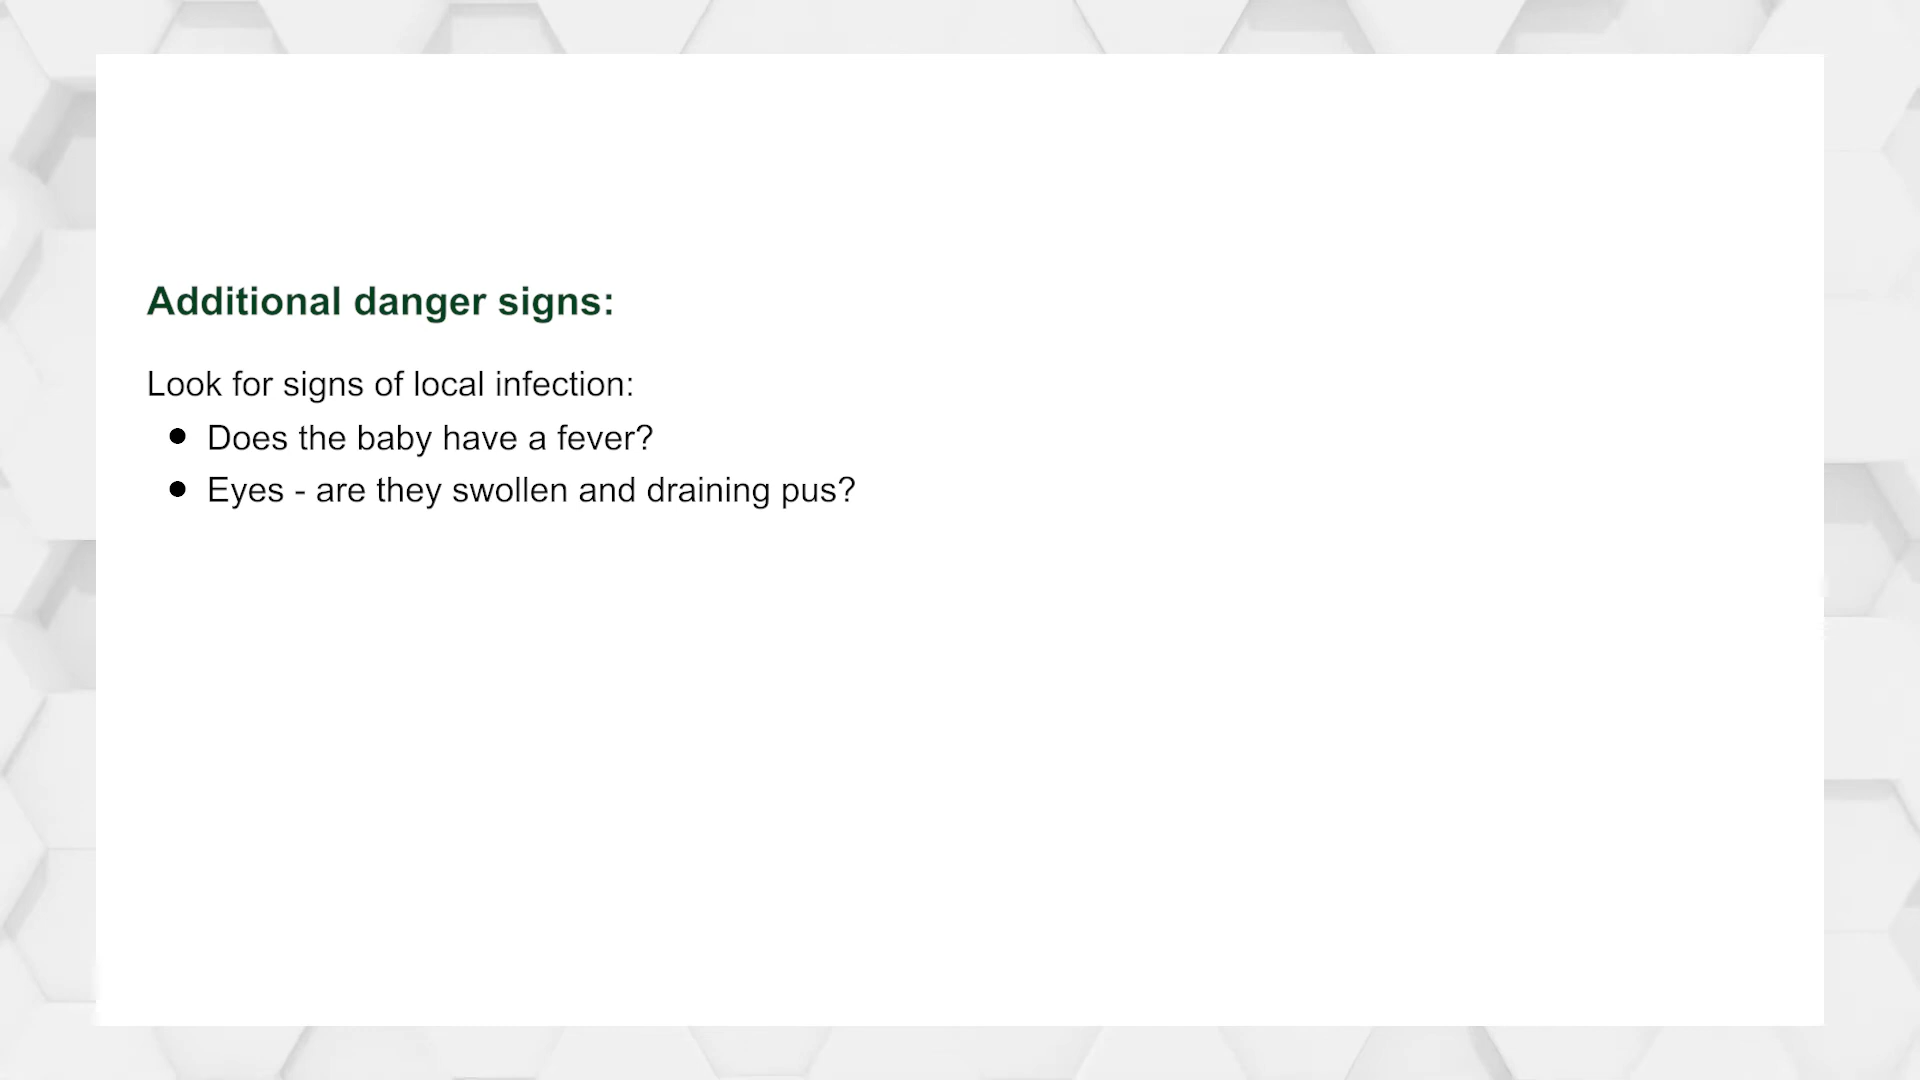 Additional danger signs:
Look for signs of local infection:
● Does the baby have a fever?
● Eyes - are they swollen and draining pus?